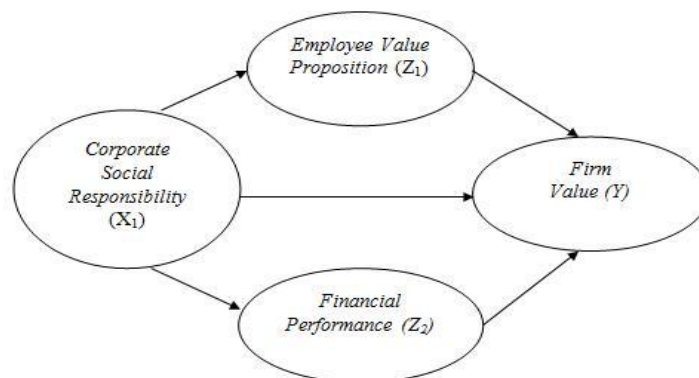 Employee Value
Proposition (Z₁)
Corporate
Social
Responsibility
(X₁)
Firm
Value (Y)
Financial
Performance (Z₂)